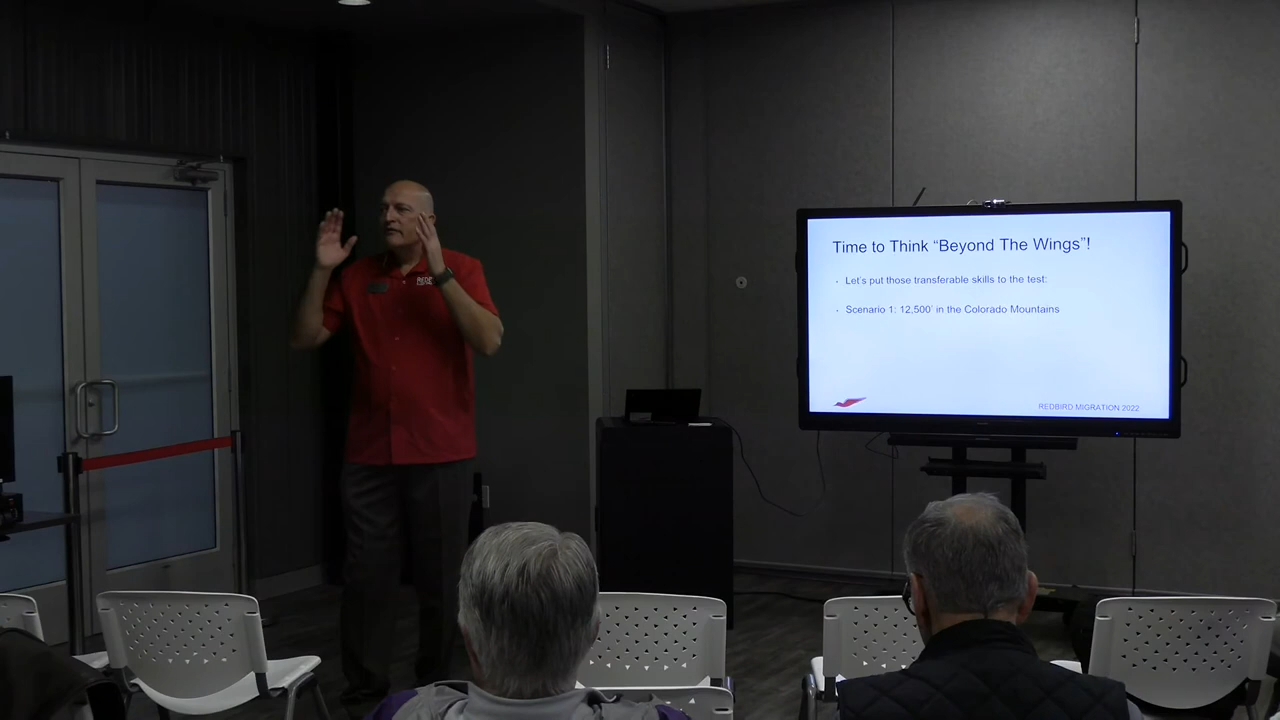 Time to Think “Beyond The Wings”!
· Let's put those transferable skills to the test:
· Scenario 1: 12,500' in the Colorado Mountains
REDBIRD MIGRATION 2022